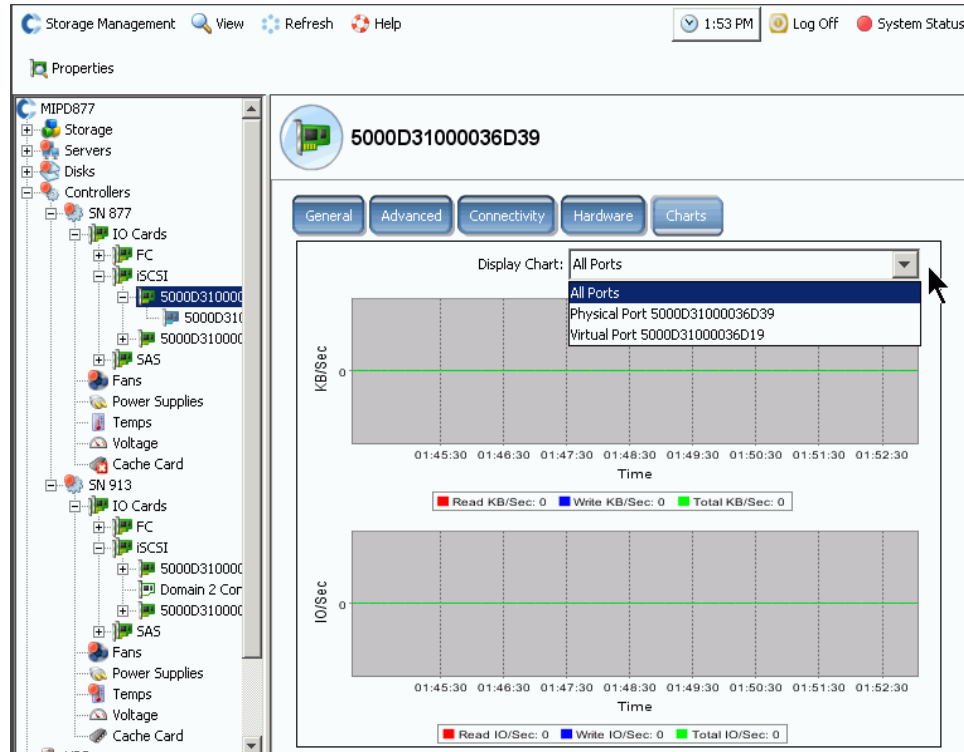 Storage Management View Refresh Help 1:53 PM Log Off System Status
Properties
MIPD877
Storage
Servers
Disks
Controllers
SN 877
IO Cards
FC
iSCSI
5000D310000
5000D310
5000D310000
SAS
Fans
Power Supplies
Temps
Voltage
Cache Card
SN 913
IO Cards
FC
iSCSI
5000D310000
Domain 2 Cor
5000D310000
SAS
Fans
Power Supplies
Temps
Voltage
Cache Card
5000D31000036D39
General Advanced Connectivity Hardware Charts
Display Chart: All Ports
All Ports
Physical Port 5000D31000036D39
Virtual Port 5000D31000036D19
KB/Sec
0
01:45:30 01:46:30 01:47:30 01:48:30 01:49:30 01:50:30 01:51:30 01:52:30
Time
Read KB/Sec: 0 Write KB/Sec: 0 Total KB/Sec: 0
IO/Sec
0
01:45:30 01:46:30 01:47:30 01:48:30 01:49:30 01:50:30 01:51:30 01:52:30
Time
Read IO/Sec: 0 Write IO/Sec: 0 Total IO/Sec: 0